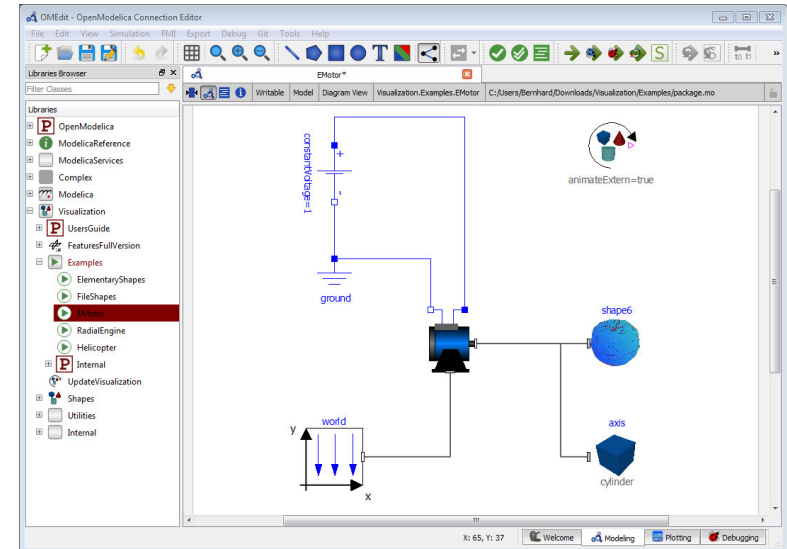 OMEdit - OpenModelica Connection Editor
File Edit View Simulation FMI Export Debug Git Tools Help
T S S t0 t1 »
Libraries Browser
EMotor*
Filter Classes
Writable Model Diagram View Visualization.Examples.EMotor C:/Users/Bernhard/Downloads/Visualization/Examples/package.mo
Libraries
P OpenModelica
i ModelicaReference
ModelicaServices
Complex
Modelica
Visualization
P UsersGuide
FeaturesFullVersion
Examples
ElementaryShapes
FileShapes
EMotor
RadialEngine
Helicopter
P Internal
UpdateVisualization
Shapes
Utilities
Internal
constantVoltage=1
+
-
ground
animateExtern=true
shape6
world
y
x
axis
cylinder
X: 65, Y: 37 Welcome Modeling Plotting Debugging